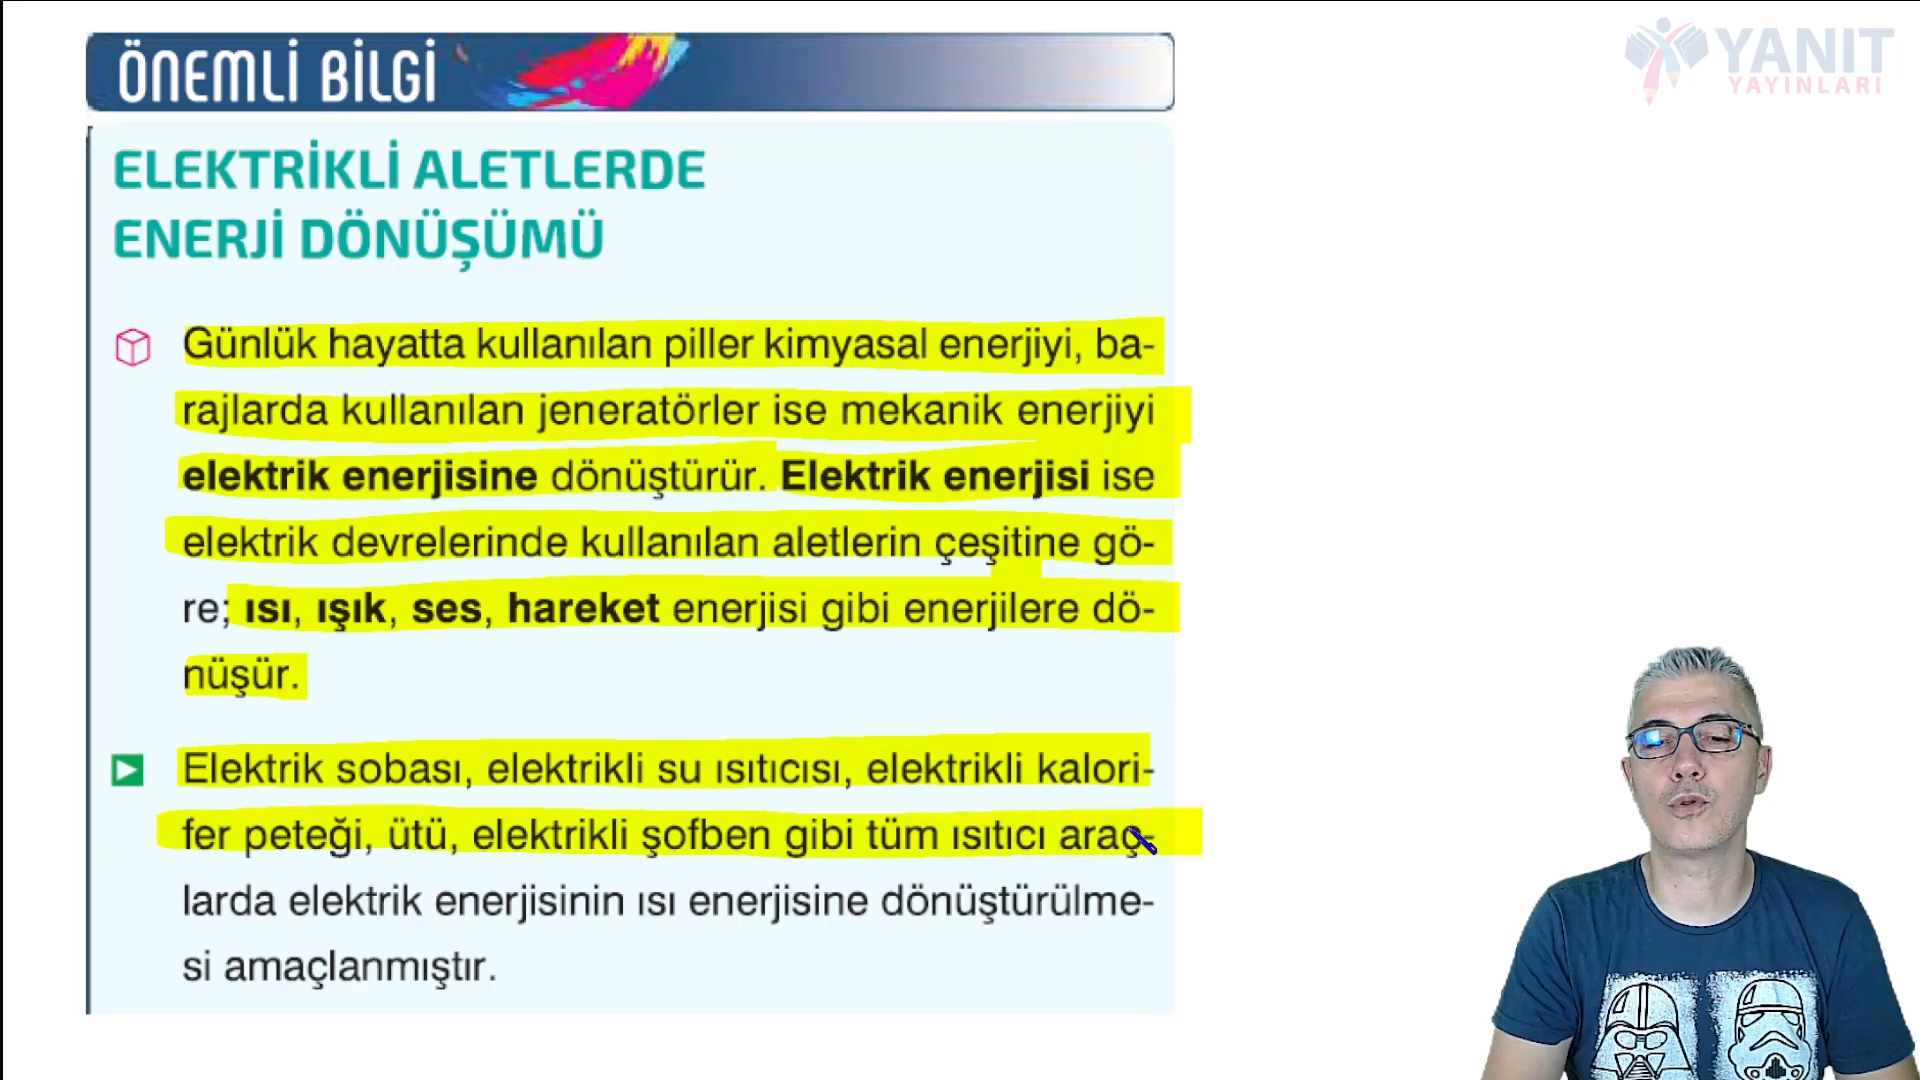 ÖNEMLİ BİLGİ
YANIT
YAYINLARI
ELEKTRİKLİ ALETLERDE
ENERJİ DÖNÜŞÜMÜ
Günlük hayatta kullanılan piller kimyasal enerjiyi, ba-
rajlarda kullanılan jeneratörler ise mekanik enerjiyi
elektrik enerjisine dönüştürür. Elektrik enerjisi ise
elektrik devrelerinde kullanılan aletlerin çeşitine gö-
re; ısı, ışık, ses, hareket enerjisi gibi enerjilere dö-
nüşür.
Elektrik sobası, elektrikli su ısıtıcısı, elektrikli kalori-
fer peteği, ütü, elektrikli şofben gibi tüm ısıtıcı araç-
larda elektrik enerjisinin ısı enerjisine dönüştürülme-
si amaçlanmıştır.